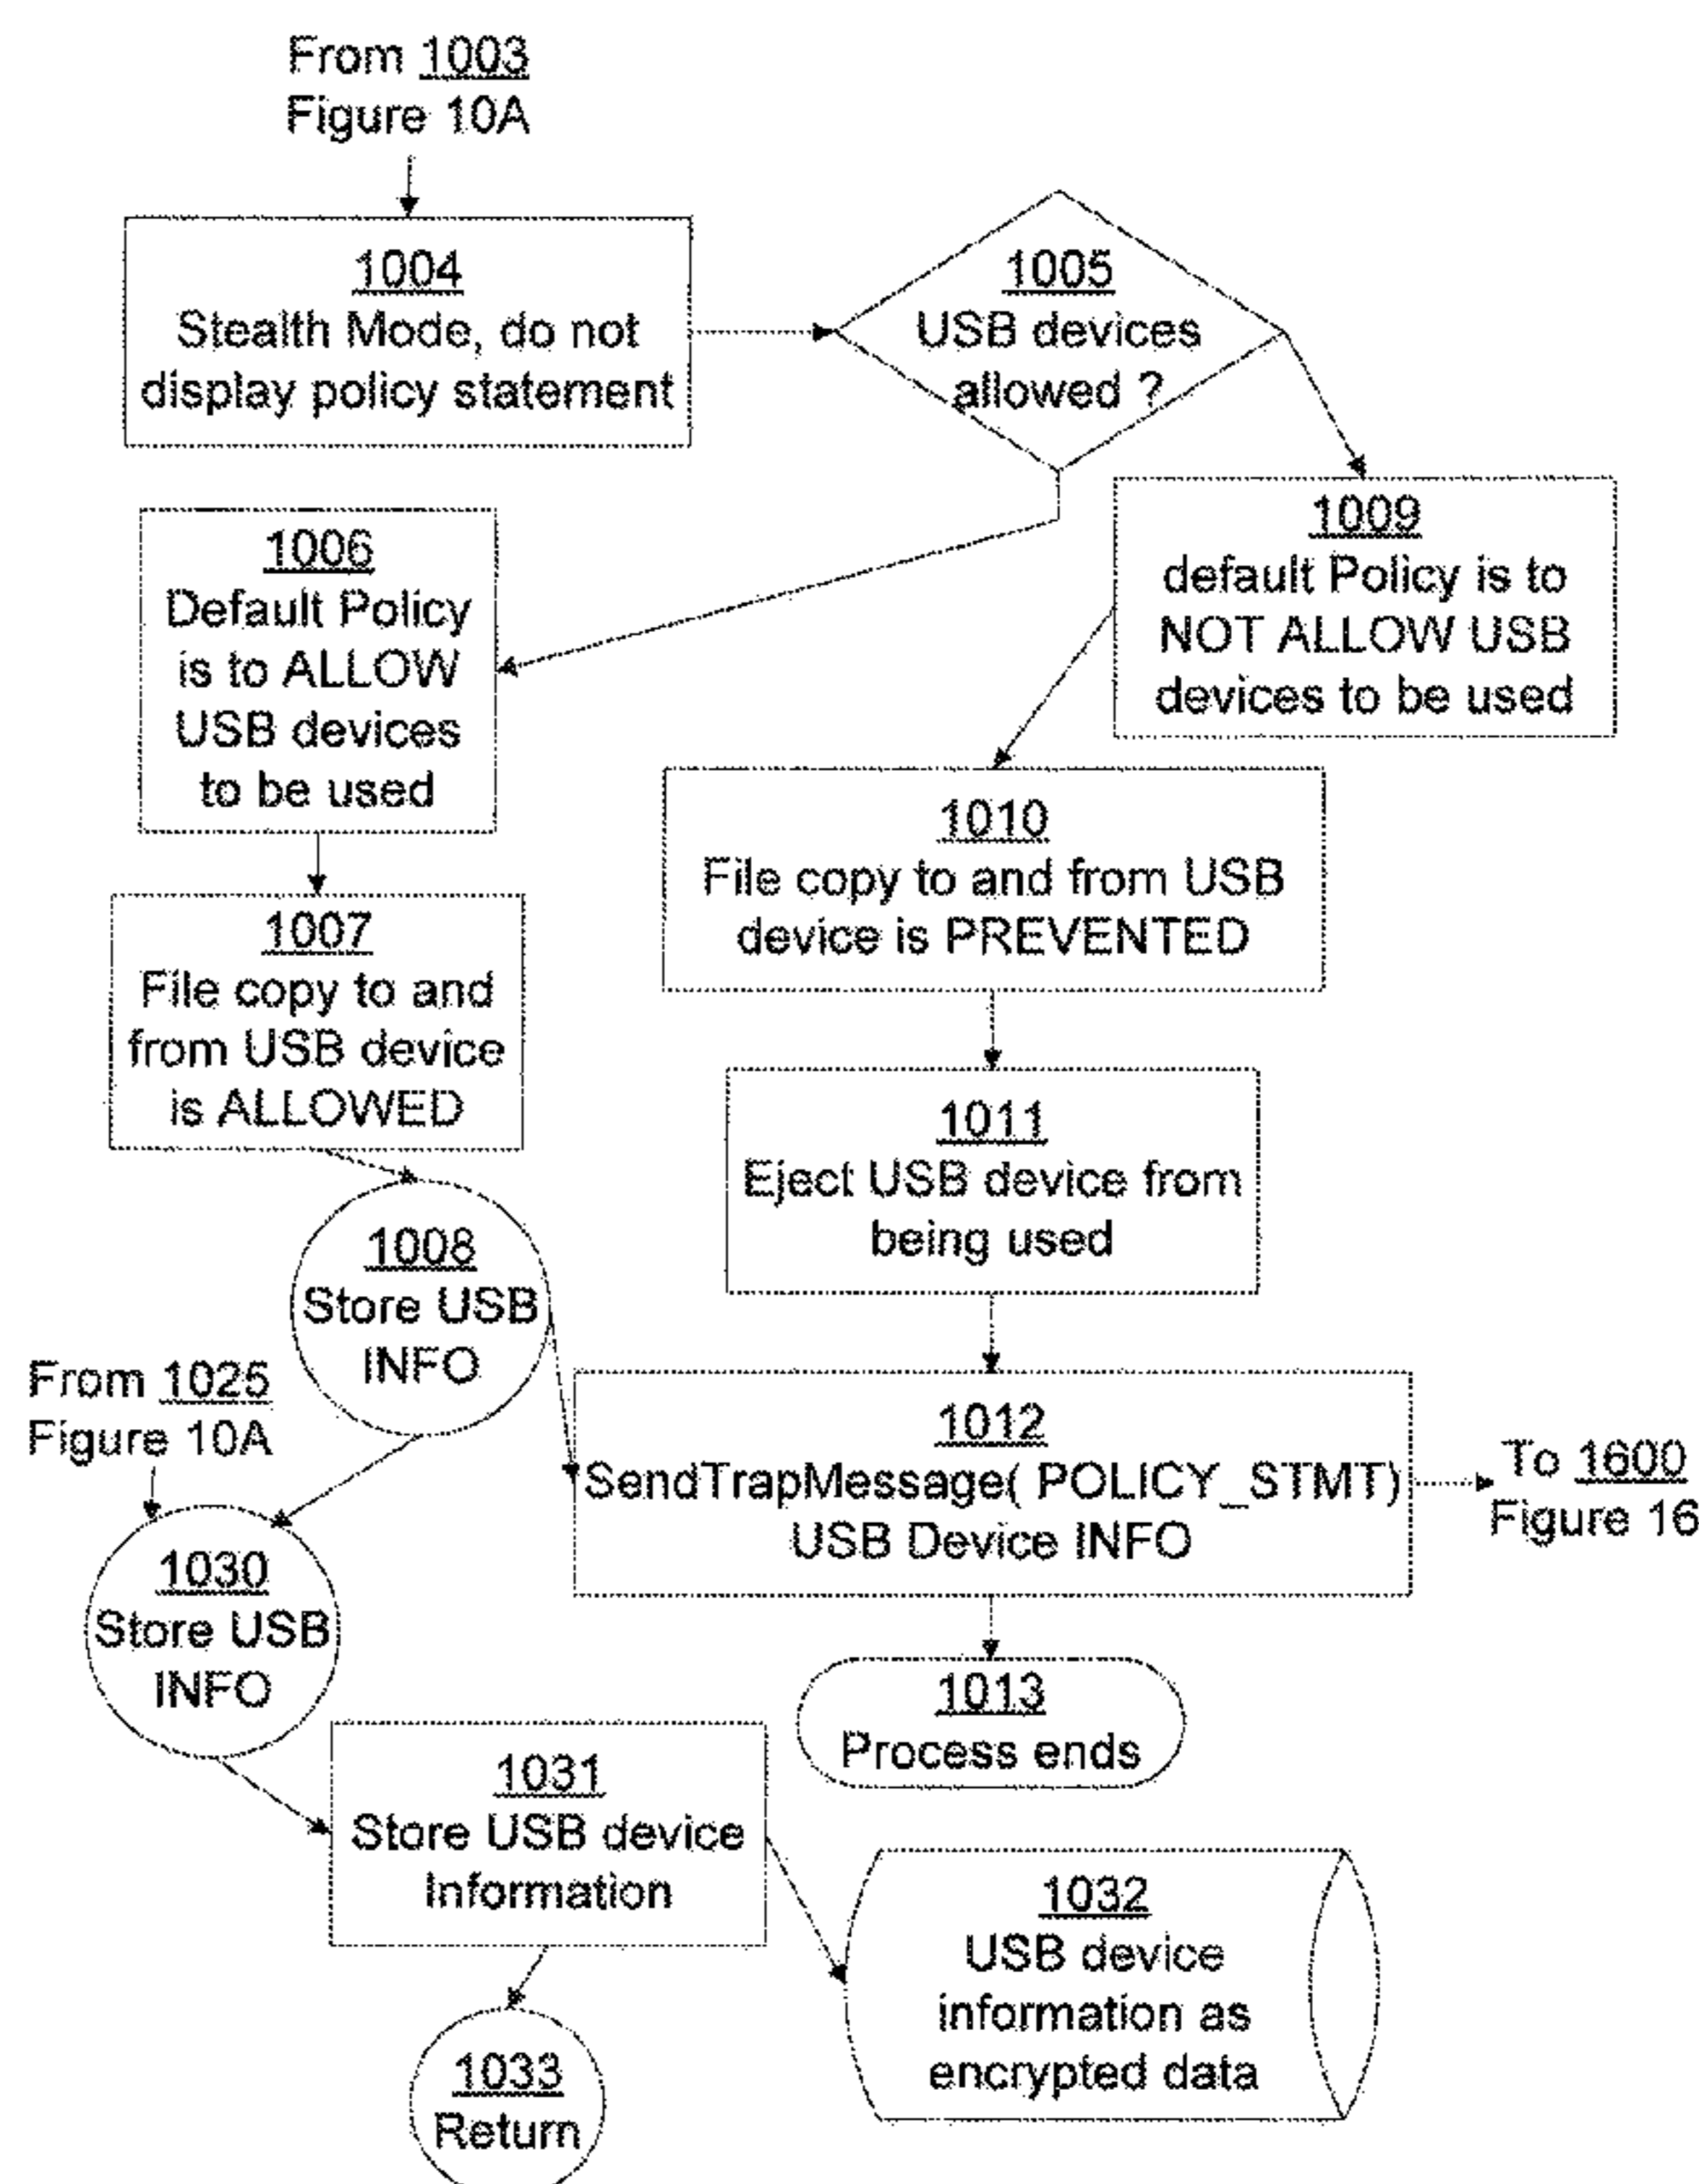 From 1003
Figure 10A
1004
Stealth Mode, do not
display policy statement
1005
USB devices
allowed ?
1006
Default Policy
is to ALLOW
USB devices
to be used
1009
default Policy is to
NOT ALLOW USB
devices to be used
1007
File copy to and
from USB device
is ALLOWED
1010
File copy to and from USB
device is PREVENTED
1008
Store USB
INFO
1011
Eject USB device from
being used
From 1025
Figure 10A
1012
SendTrapMessage( POLICY_STMT)
USB Device INFO
To 1600
Figure 16
1030
Store USB
INFO
1013
Process ends
1031
Store USB device
Information
1032
USB device
information as
encrypted data
1033
Return